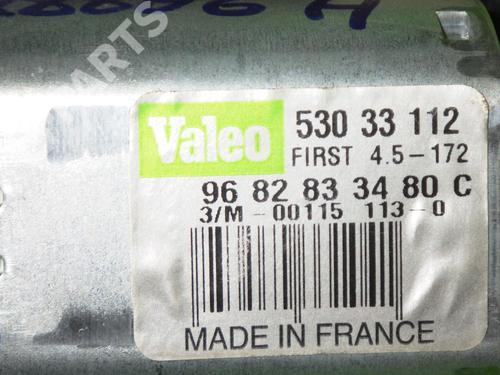 PARTS
Valeo
530 33 112
FIRST 4.5-172
96 82 83 34 80 C
3/M-00115 113-0
MADE IN FRANCE